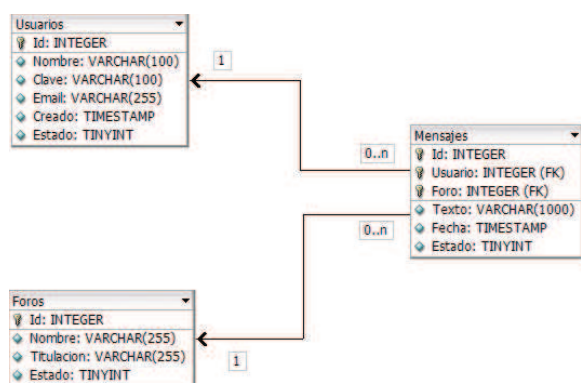 Usuarios
Id: INTEGER
Nombre: VARCHAR(100)
Clave: VARCHAR(100)
Email: VARCHAR(255)
Creado: TIMESTAMP
Estado: TINYINT
1
0..n
Mensajes
Id: INTEGER
Usuario: INTEGER (FK)
Foro: INTEGER (FK)
Texto: VARCHAR(1000)
Fecha: TIMESTAMP
Estado: TINYINT
0..n
Foros
Id: INTEGER
Nombre: VARCHAR(255)
Titulacion: VARCHAR(255)
Estado: TINYINT
1